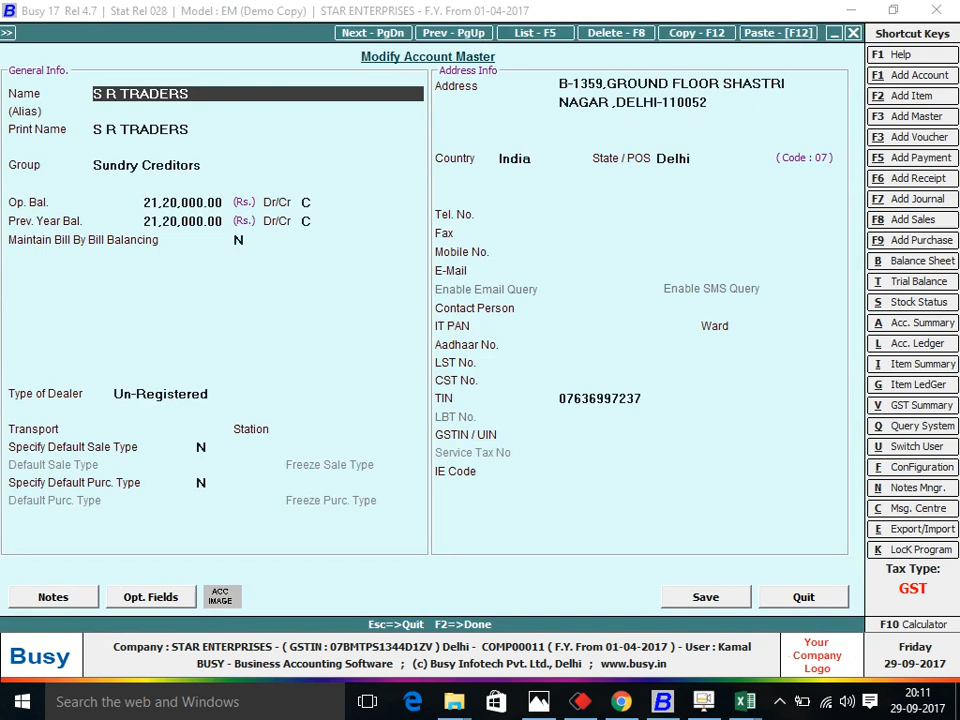 Busy 17 Rel 4.7 | Stat Rel 028 | Model : EM (Demo Copy) | STAR ENTERPRISES - F.Y. From 01-04-2017
>> Next - PgDn Prev - PgUp List - F5 Delete - F8 Copy - F12 Paste - [F12]
Modify Account Master
General Info.
Name S R TRADERS
(Alias)
Print Name S R TRADERS
Group Sundry Creditors
Op. Bal. 21,20,000.00 (Rs.) Dr/Cr C
Prev. Year Bal. 21,20,000.00 (Rs.) Dr/Cr C
Maintain Bill By Bill Balancing N
Type of Dealer Un-Registered
Transport Station
Specify Default Sale Type N
Default Sale Type Freeze Sale Type
Specify Default Purc. Type N
Default Purc. Type Freeze Purc. Type
Address Info
Address B-1359,GROUND FLOOR SHASTRI
NAGAR ,DELHI-110052
Country India State / POS Delhi ( Code : 07 )
Tel. No.
Fax
Mobile No.
E-Mail
Enable Email Query Enable SMS Query
Contact Person
IT PAN Ward
Aadhaar No.
LST No.
CST No.
TIN 07636997237
LBT No.
GSTIN / UIN
Service Tax No
IE Code
Notes Opt. Fields ACC IMAGE Save Quit
Esc=>Quit F2=>Done
Shortcut Keys
F1 Help
F1 Add Account
F2 Add Item
F3 Add Master
F3 Add Voucher
F5 Add Payment
F6 Add Receipt
F7 Add Journal
F8 Add Sales
F9 Add Purchase
B Balance Sheet
T Trial Balance
S Stock Status
A Acc. Summary
L Acc. Ledger
I Item Summary
G Item LedGer
V GST Summary
Q Query System
U Switch User
F ConFiguration
N Notes Mngr.
C Msg. Centre
E Export/Import
K LocK Program
Tax Type:
GST
F10 Calculator
Busy
Company : STAR ENTERPRISES - ( GSTIN : 07BMTPS1344D1ZV ) Delhi - COMP00011 ( F.Y. From 01-04-2017 ) - User : Kamal
BUSY - Business Accounting Software ; (c) Busy Infotech Pvt. Ltd., Delhi ; www.busy.in
Your
Company
Logo
Friday
29-09-2017
Search the web and Windows
20:11
29-09-2017